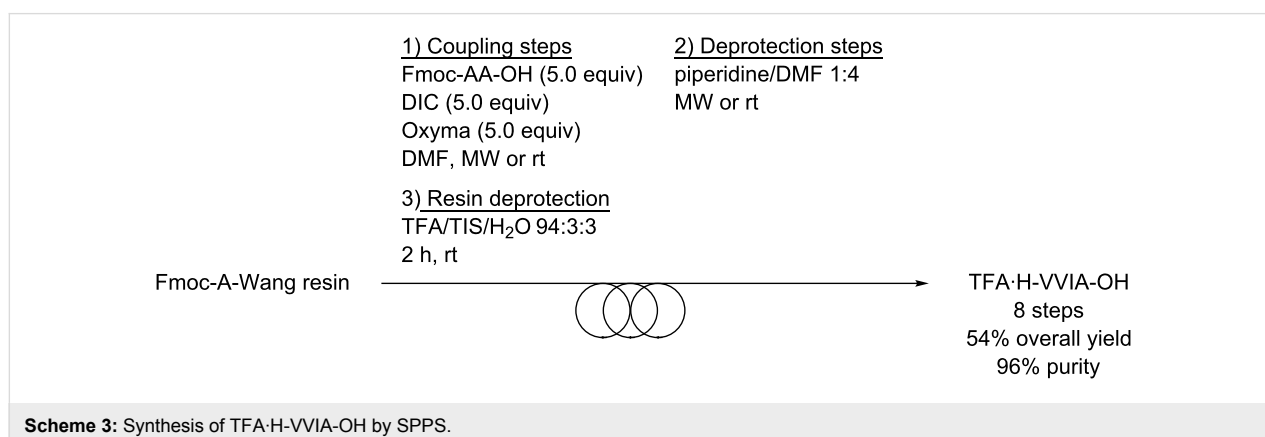 1) Coupling steps
Fmoc-AA-OH (5.0 equiv)
DIC (5.0 equiv)
Oxyma (5.0 equiv)
DMF, MW or rt
2) Deprotection steps
piperidine/DMF 1:4
MW or rt
3) Resin deprotection
TFA/TIS/H₂O 94:3:3
2 h, rt
Fmoc-A-Wang resin
TFA·H-VVIA-OH
8 steps
54% overall yield
96% purity
Scheme 3: Synthesis of TFA·H-VVIA-OH by SPPS.